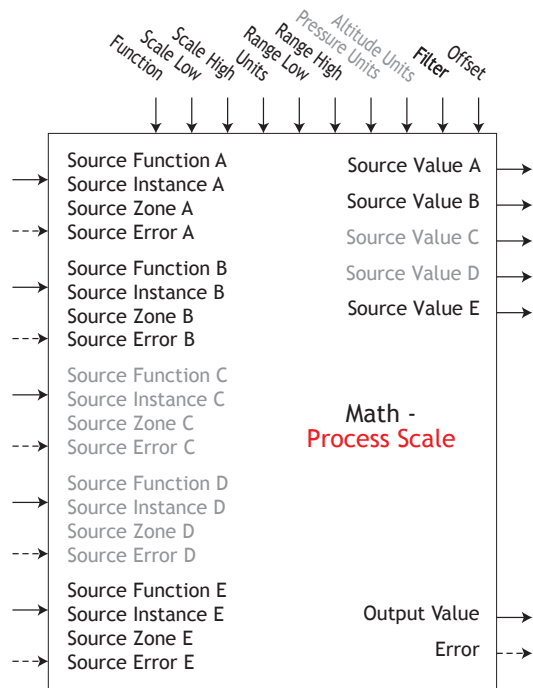 Function
Scale Low
Scale High
Units
Range Low
Range High
Pressure Units
Altitude Units
Filter
Offset
Source Function A
Source Instance A
Source Zone A
Source Error A
Source Function B
Source Instance B
Source Zone B
Source Error B
Source Function C
Source Instance C
Source Zone C
Source Error C
Source Function D
Source Instance D
Source Zone D
Source Error D
Source Function E
Source Instance E
Source Zone E
Source Error E
Source Value A
Source Value B
Source Value C
Source Value D
Source Value E
Math -
Process Scale
Output Value
Error